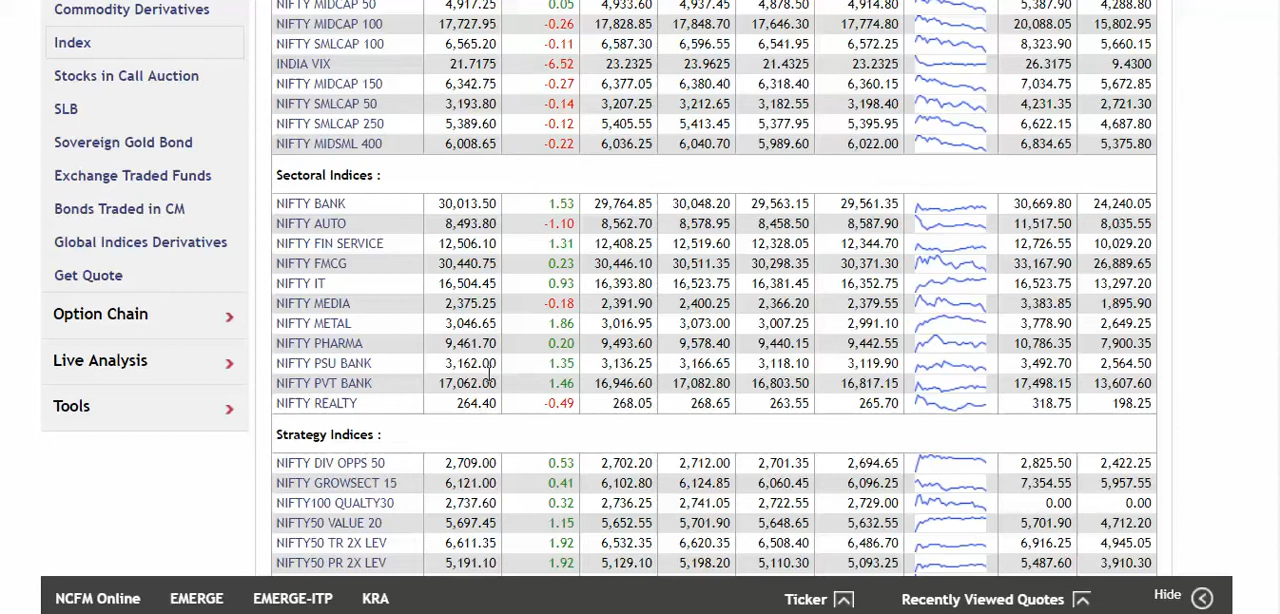 Commodity Derivatives
Index
Stocks in Call Auction
SLB
Sovereign Gold Bond
Exchange Traded Funds
Bonds Traded in CM
Global Indices Derivatives
Get Quote
Option Chain
Live Analysis
Tools
NIFTY MIDCAP 50 4,917.25 0.05 4,933.60 4,937.45 4,878.50 4,914.80 5,387.90 4,288.80
NIFTY MIDCAP 100 17,727.95 -0.26 17,828.85 17,848.70 17,646.30 17,774.80 20,088.05 15,802.95
NIFTY SMLCAP 100 6,565.20 -0.11 6,587.30 6,596.55 6,541.95 6,572.25 8,323.90 5,660.15
INDIA VIX 21.7175 -6.52 23.2325 23.9625 21.4325 23.2325 26.3175 9.4300
NIFTY MIDCAP 150 6,342.75 -0.27 6,377.05 6,380.40 6,318.40 6,360.15 7,034.75 5,672.85
NIFTY SMLCAP 50 3,193.80 -0.14 3,207.25 3,212.65 3,182.55 3,198.40 4,231.35 2,721.30
NIFTY SMLCAP 250 5,389.60 -0.12 5,405.55 5,413.45 5,377.95 5,395.95 6,622.15 4,687.80
NIFTY MIDSML 400 6,008.65 -0.22 6,036.25 6,040.70 5,989.60 6,022.00 6,834.65 5,375.80
Sectoral Indices :
NIFTY BANK 30,013.50 1.53 29,764.85 30,048.20 29,563.15 29,561.35 30,669.80 24,240.05
NIFTY AUTO 8,493.80 -1.10 8,562.70 8,578.95 8,458.50 8,587.90 11,517.50 8,035.55
NIFTY FIN SERVICE 12,506.10 1.31 12,408.25 12,519.60 12,328.05 12,344.70 12,726.55 10,029.20
NIFTY FMCG 30,440.75 0.23 30,446.10 30,511.35 30,298.35 30,371.30 33,167.90 26,889.65
NIFTY IT 16,504.45 0.93 16,393.80 16,523.75 16,381.45 16,352.75 16,523.75 13,297.20
NIFTY MEDIA 2,375.25 -0.18 2,391.90 2,400.25 2,366.20 2,379.55 3,383.85 1,895.90
NIFTY METAL 3,046.65 1.86 3,016.95 3,073.00 3,007.25 2,991.10 3,778.90 2,649.25
NIFTY PHARMA 9,461.70 0.20 9,493.60 9,578.40 9,440.15 9,442.55 10,786.35 7,900.35
NIFTY PSU BANK 3,162.00 1.35 3,136.25 3,166.65 3,118.10 3,119.90 3,492.70 2,564.50
NIFTY PVT BANK 17,062.00 1.46 16,946.60 17,082.80 16,803.50 16,817.15 17,498.15 13,607.60
NIFTY REALTY 264.40 -0.49 268.05 268.65 263.55 265.70 318.75 198.25
Strategy Indices :
NIFTY DIV OPPS 50 2,709.00 0.53 2,702.20 2,712.00 2,701.35 2,694.65 2,825.50 2,422.25
NIFTY GROWSECT 15 6,121.00 0.41 6,102.80 6,124.85 6,060.45 6,096.25 7,354.55 5,957.55
NIFTY100 QUALTY30 2,737.60 0.32 2,736.25 2,741.05 2,722.55 2,729.00 0.00 0.00
NIFTY50 VALUE 20 5,697.45 1.15 5,652.55 5,701.90 5,648.65 5,632.55 5,701.90 4,712.20
NIFTY50 TR 2X LEV 6,611.35 1.92 6,532.35 6,620.35 6,508.40 6,486.70 6,916.25 4,945.05
NIFTY50 PR 2X LEV 5,191.10 1.92 5,129.10 5,198.20 5,110.30 5,093.25 5,487.60 3,910.30
NCFM Online EMERGE EMERGE-ITP KRA Ticker Recently Viewed Quotes Hide